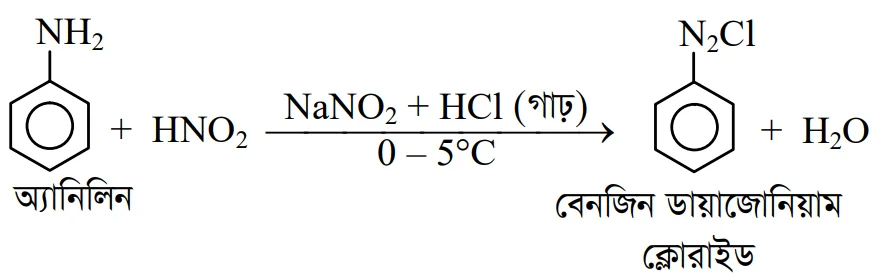 NH₂ N₂Cl
+ HNO₂ NaNO₂ + HCl (গাঢ়) + H₂O
0 – 5°C
অ্যানিলিন বেনজিন ডায়াজোনিয়াম
ক্লোরাইড